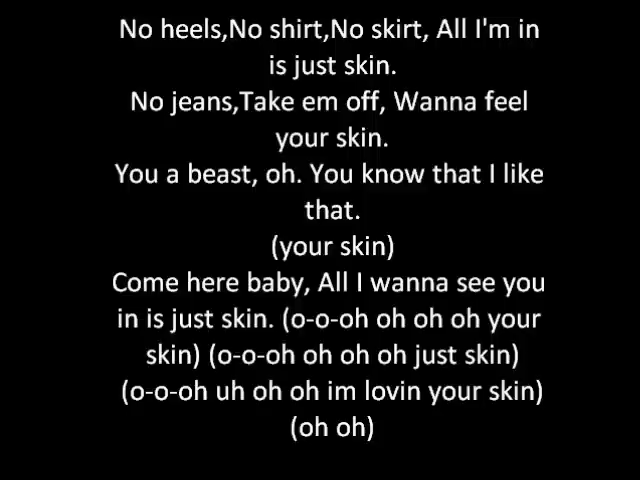 No heels,No shirt,No skirt, All I'm in
is just skin.
No jeans,Take em off, Wanna feel
your skin.
You a beast, oh. You know that I like
that.
(your skin)
Come here baby, All I wanna see you
in is just skin. (o-o-oh oh oh oh your
skin) (o-o-oh oh oh oh just skin)
(o-o-oh uh oh oh im lovin your skin)
(oh oh)